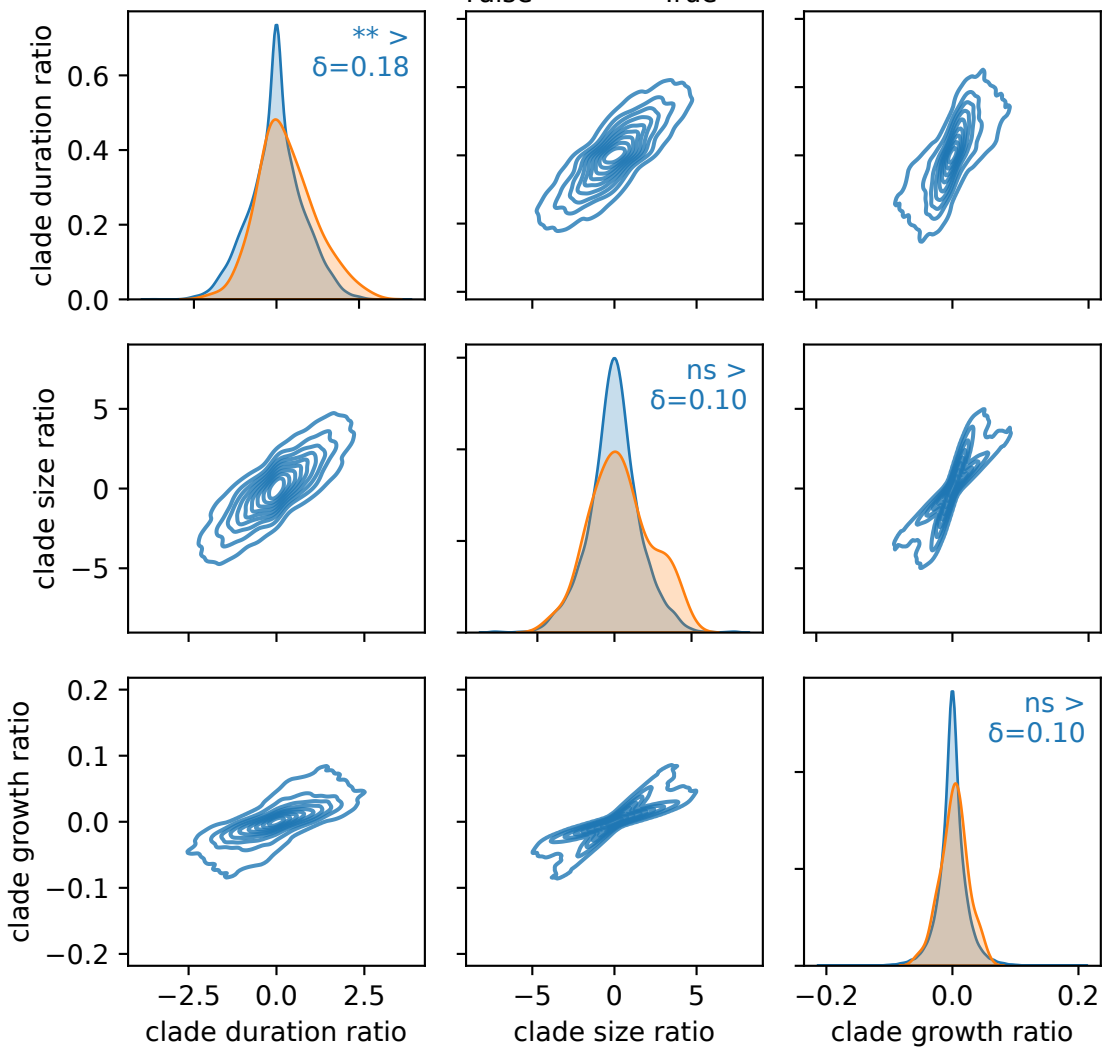 False True
clade duration ratio
0.6
0.4
0.2
0.0
** >
δ=0.18
clade size ratio
5
0
−5
ns >
δ=0.10
clade growth ratio
0.2
0.1
0.0
−0.1
−0.2
ns >
δ=0.10
−2.5 0.0 2.5
−5 0 5
−0.2 0.0 0.2
clade duration ratio
clade size ratio
clade growth ratio